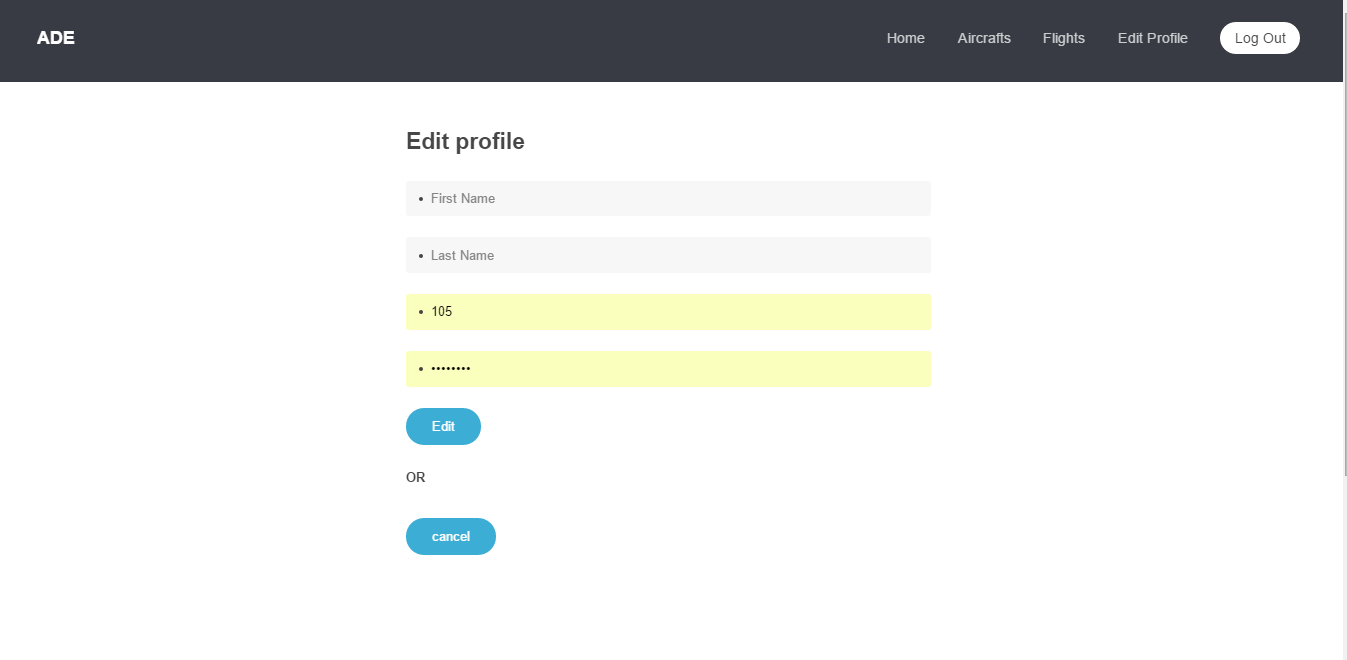 ADE
Home Aircrafts Flights Edit Profile Log Out
Edit profile
• First Name
• Last Name
• 105
• ••••••••
Edit
OR
cancel